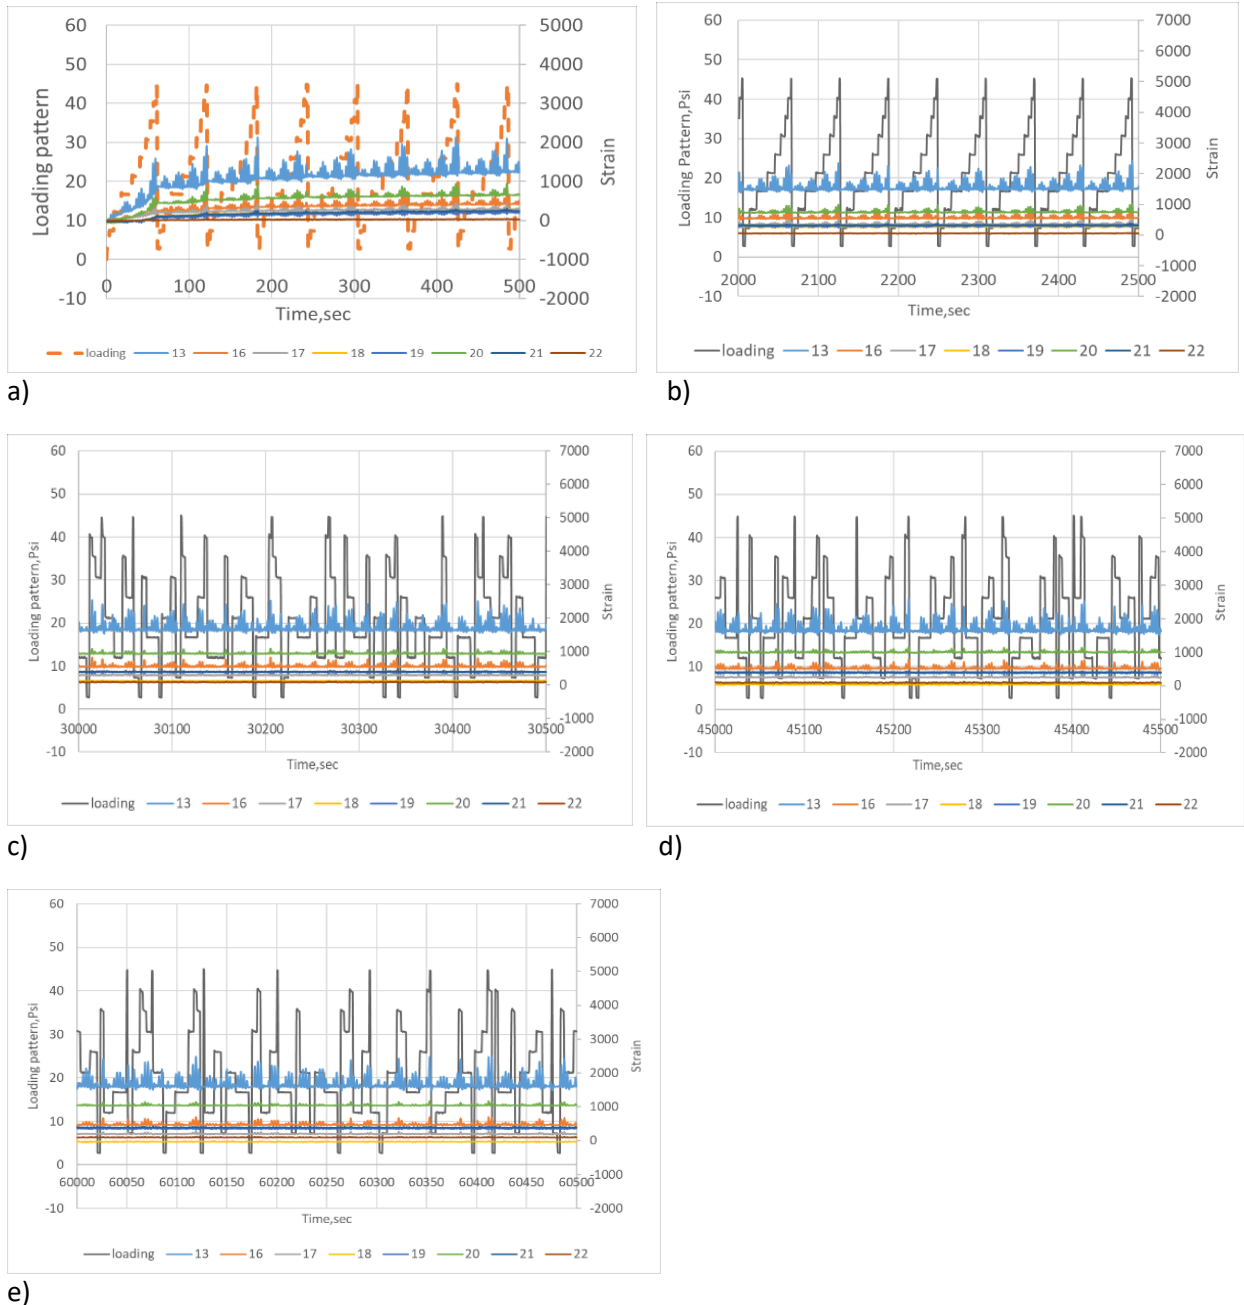 60 50 40 30 20 10 0 -10
Loading pattern
5000 4000 3000 2000 1000 0 -1000 -2000
Strain
0 100 200 300 400 500
Time,sec
loading 13 16 17 18 19 20 21 22
a)
60 50 40 30 20 10 0 -10
Loading Pattern,Psi
7000 6000 5000 4000 3000 2000 1000 0 -1000 -2000
Strain
2000 2100 2200 2300 2400 2500
Time,sec
loading 13 16 17 18 19 20 21 22
b)
60 50 40 30 20 10 0 -10
Loading pattern,Psi
7000 6000 5000 4000 3000 2000 1000 0 -1000 -2000
Strain
30000 30100 30200 30300 30400 30500
Time,sec
loading 13 16 17 18 19 20 21 22
c)
60 50 40 30 20 10 0 -10
Loading pattern,Psi
7000 6000 5000 4000 3000 2000 1000 0 -1000 -2000
Strain
45000 45100 45200 45300 45400 45500
Time,sec
loading 13 16 17 18 19 20 21 22
d)
60 50 40 30 20 10 0 -10
Loading pattern,Psi
7000 6000 5000 4000 3000 2000 1000 0 -1000 -2000
Strain
60000 60050 60100 60150 60200 60250 60300 60350 60400 60450 60500
Time,sec
loading 13 16 17 18 19 20 21 22
e)